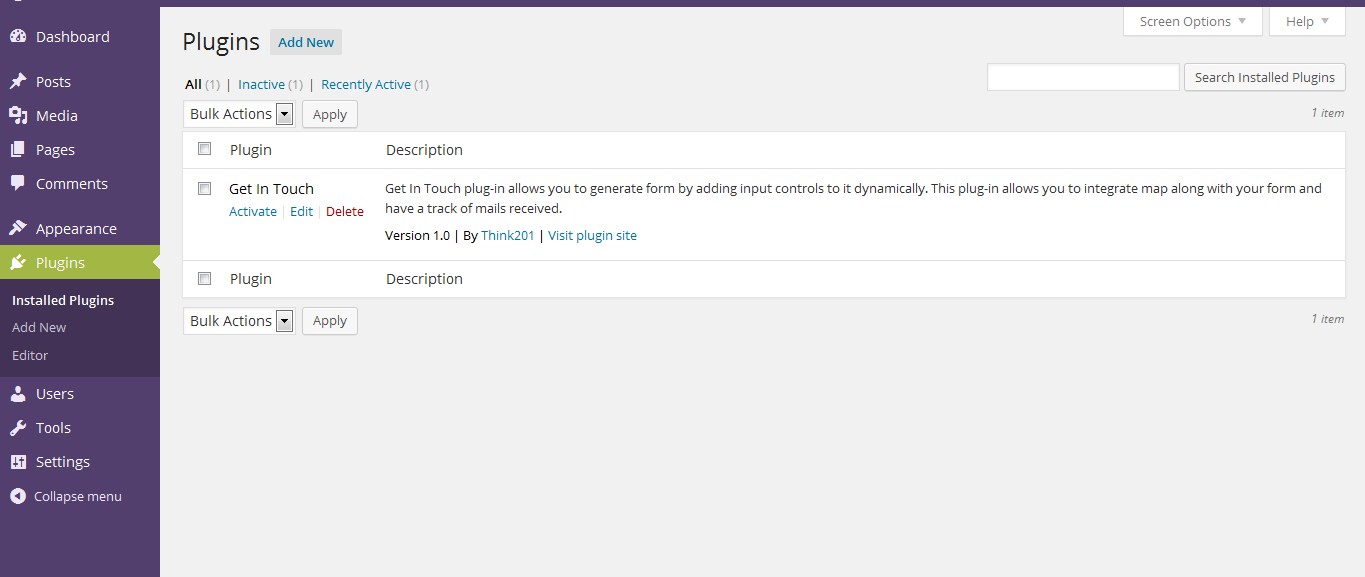 Dashboard
Posts
Media
Pages
Comments
Appearance
Plugins
Installed Plugins
Add New
Editor
Users
Tools
Settings
Collapse menu
Screen Options
Help
Plugins Add New
All (1) | Inactive (1) | Recently Active (1)
Search Installed Plugins
Bulk Actions Apply
1 item
Plugin Description
Get In Touch
Activate | Edit | Delete
Get In Touch plug-in allows you to generate form by adding input controls to it dynamically. This plug-in allows you to integrate map along with your form and
have a track of mails received.
Version 1.0 | By Think201 | Visit plugin site
Plugin Description
Bulk Actions Apply
1 item